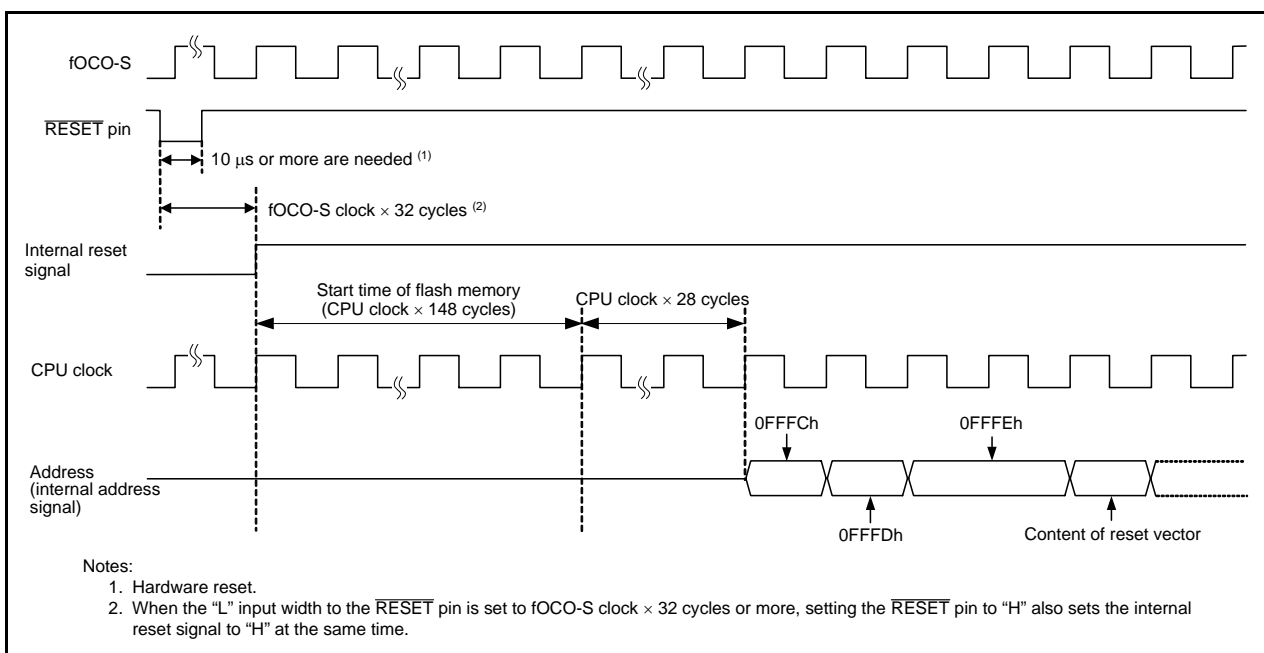 fOCO-S
RESET pin
10 μs or more are needed (1)
fOCO-S clock × 32 cycles (2)
Internal reset
signal
Start time of flash memory
(CPU clock × 148 cycles)
CPU clock × 28 cycles
CPU clock
0FFFCh
0FFFEh
Address
(internal address
signal)
0FFFDh
Content of reset vector
Notes:
1. Hardware reset.
2. When the “L” input width to the RESET pin is set to fOCO-S clock × 32 cycles or more, setting the RESET pin to “H” also sets the internal
reset signal to “H” at the same time.